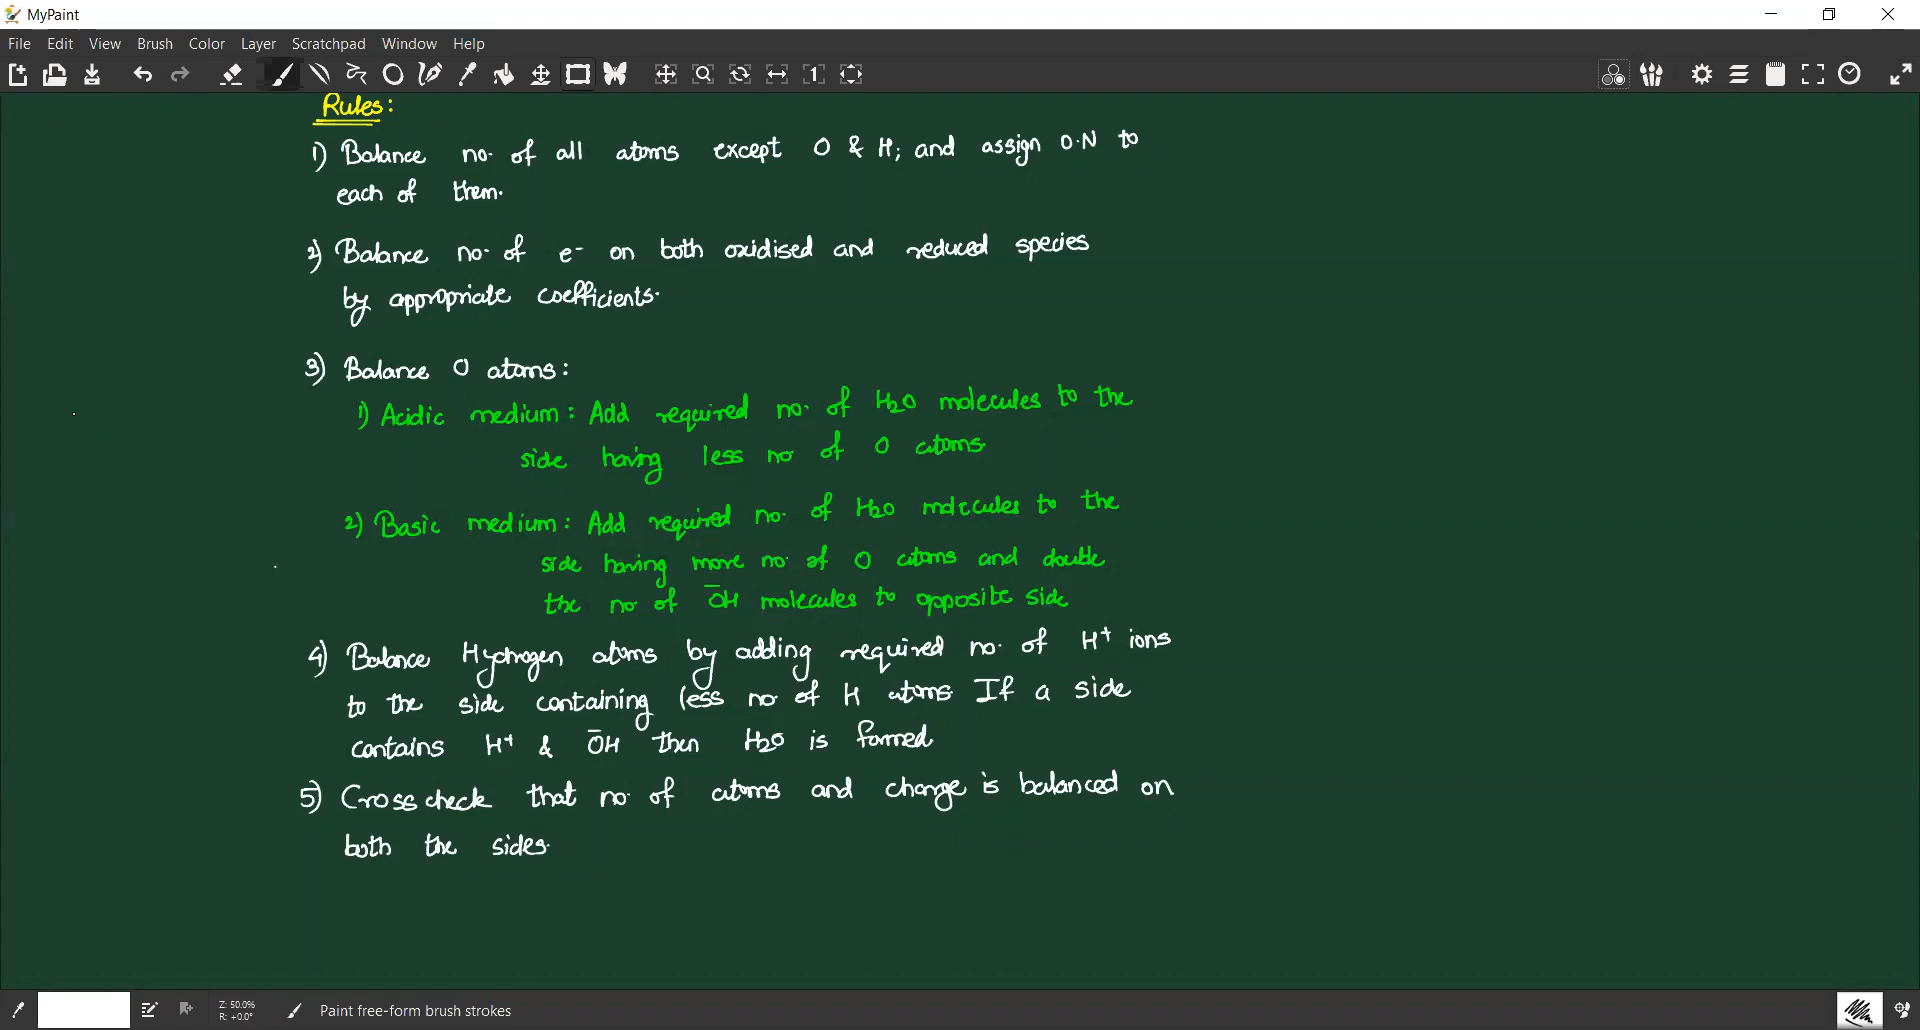 MyPaint
File Edit View Brush Color Layer Scratchpad Window Help
Rules:
1) Balance no. of all atoms except O & H; and assign O.N to
each of them.
2) Balance no. of e- on both oxidised and reduced species
by appropriate coefficients.
3) Balance O atoms:
1) Acidic medium: Add required no. of H2O molecules to the
side having less no of O atoms
2) Basic medium: Add required no. of H2O molecules to the
side having more no. of O atoms and double
the no of ŌH molecules to opposite side
4) Balance Hydrogen atoms by adding required no. of H+ ions
to the side containing less no of H atoms If a side
contains H+ & ŌH then H2O is formed
5) Cross check that no. of atoms and charge is balanced on
both the sides.
Z: 50.0%
R: +0.0°
Paint free-form brush strokes